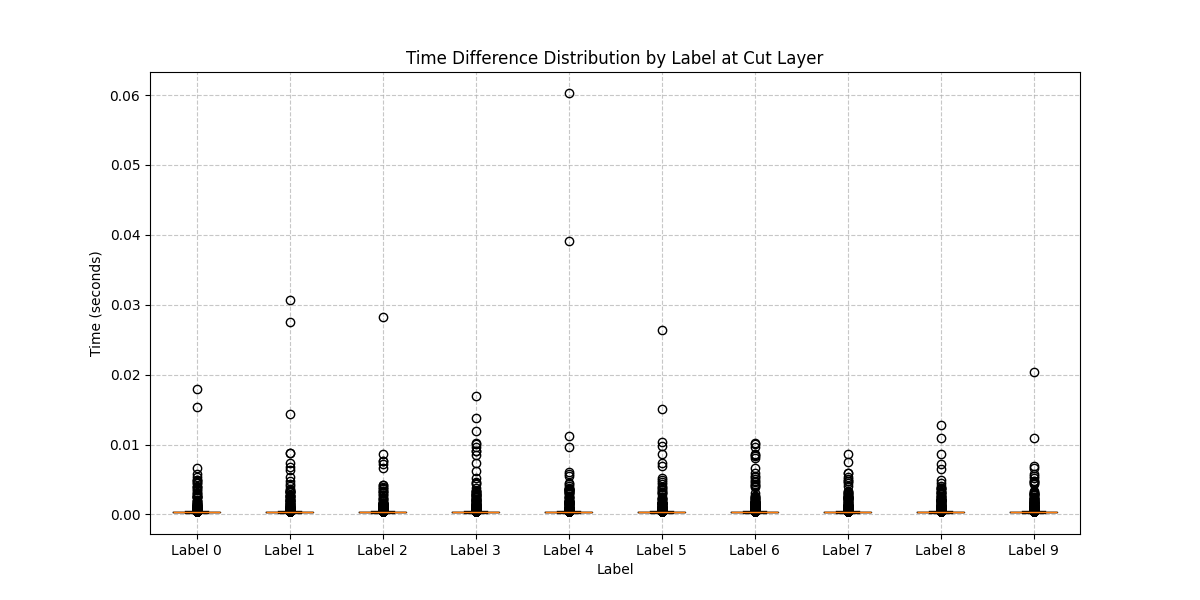 Time Difference Distribution by Label at Cut Layer
Time (seconds)
0.06
0.05
0.04
0.03
0.02
0.01
0.00
Label 0 Label 1 Label 2 Label 3 Label 4 Label 5 Label 6 Label 7 Label 8 Label 9
Label